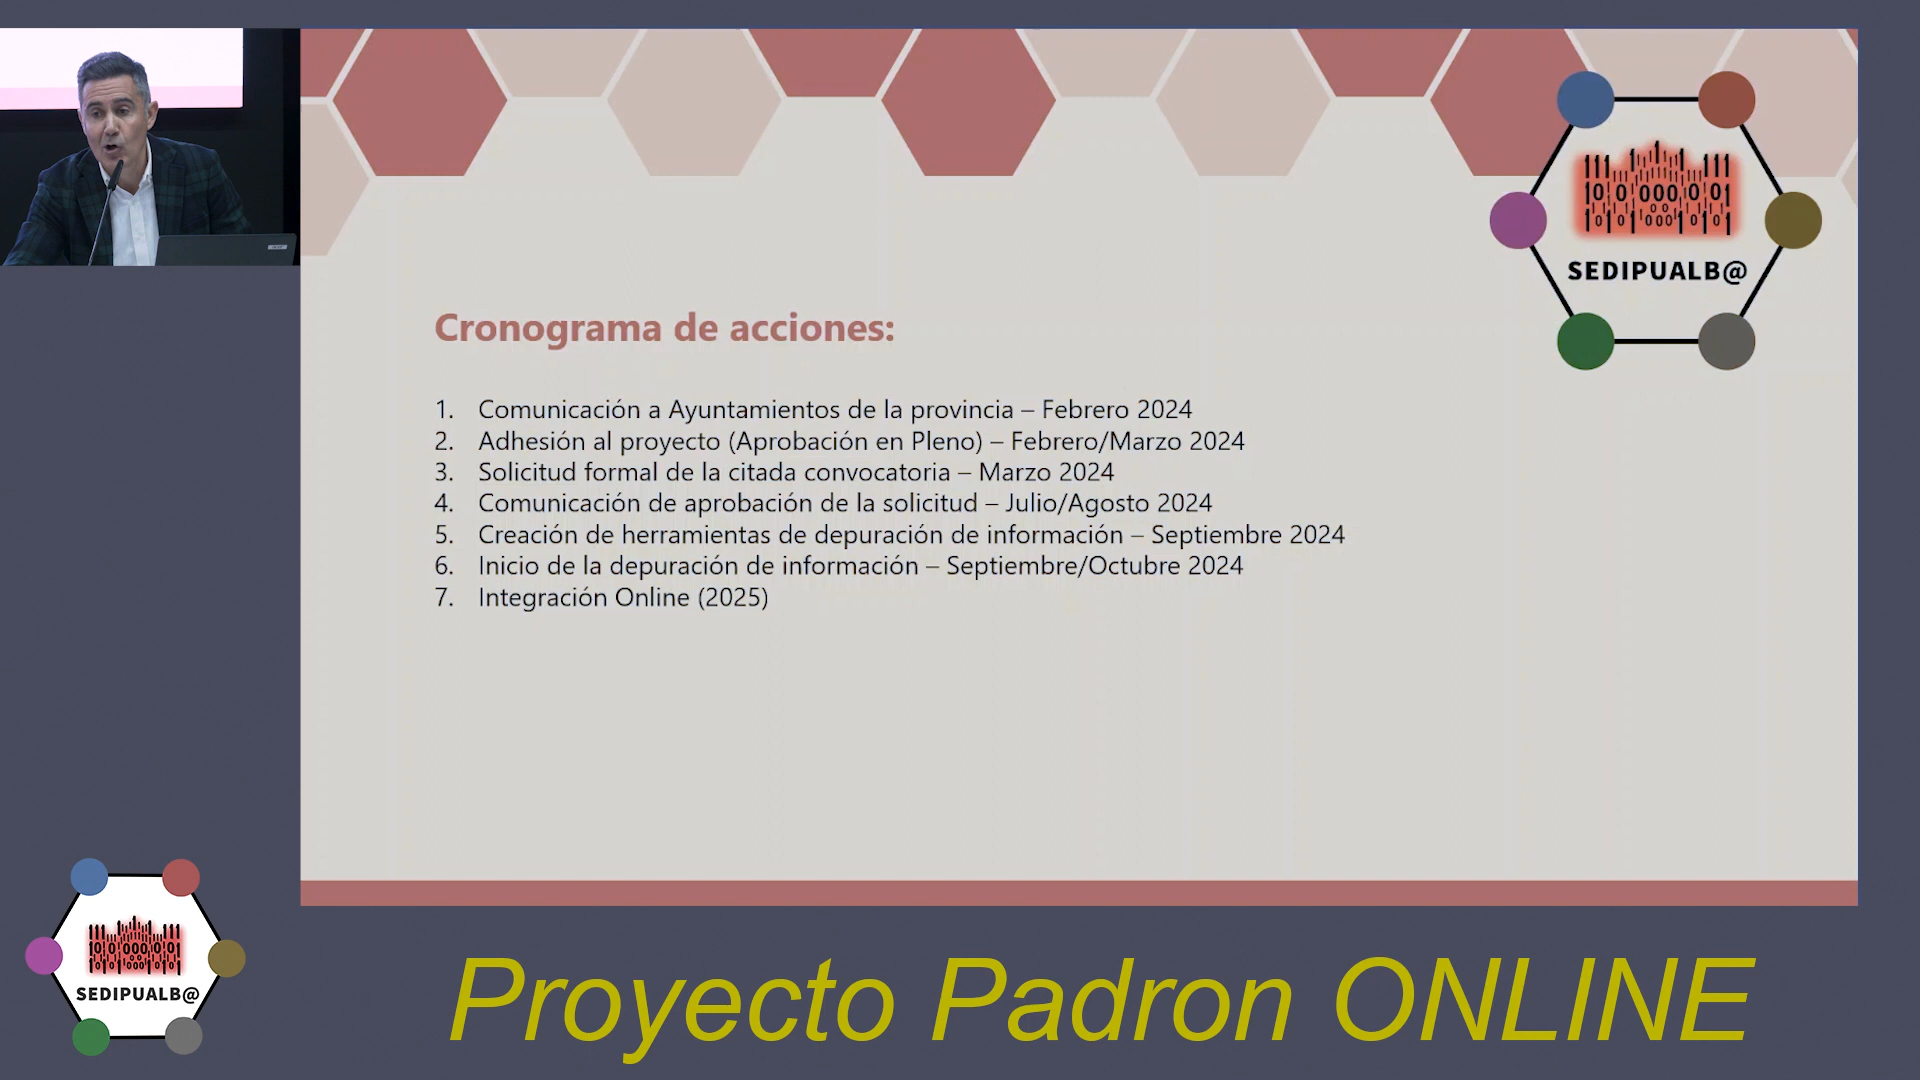 SEDIPUALB@
Cronograma de acciones:
1. Comunicación a Ayuntamientos de la provincia – Febrero 2024
2. Adhesión al proyecto (Aprobación en Pleno) – Febrero/Marzo 2024
3. Solicitud formal de la citada convocatoria – Marzo 2024
4. Comunicación de aprobación de la solicitud – Julio/Agosto 2024
5. Creación de herramientas de depuración de información – Septiembre 2024
6. Inicio de la depuración de información – Septiembre/Octubre 2024
7. Integración Online (2025)
SEDIPUALB@
Proyecto Padron ONLINE